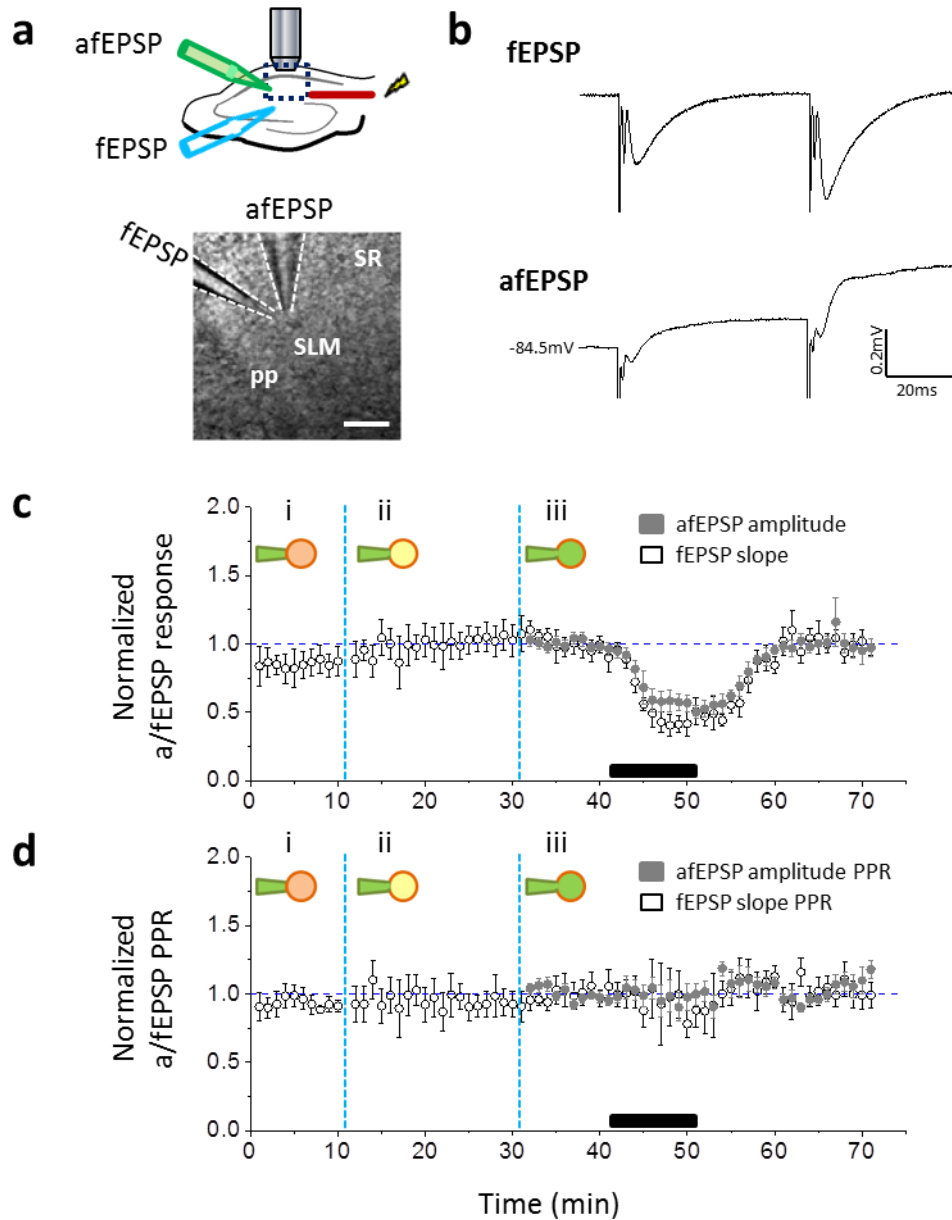 a
afEPSP
fEPSP
afEPSP
fEPSP
SR
SLM
pp
b
fEPSP
afEPSP
-84.5mV
0.2mV
20ms
c
Normalized
a/fEPSP response
2.0
1.5
1.0
0.5
0.0
i
ii
iii
afEPSP amplitude
fEPSP slope
0 10 20 30 40 50 60 70
d
Normalized
a/fEPSP PPR
2.0
1.5
1.0
0.5
0.0
i
ii
iii
afEPSP amplitude PPR
fEPSP slope PPR
0 10 20 30 40 50 60 70
Time (min)